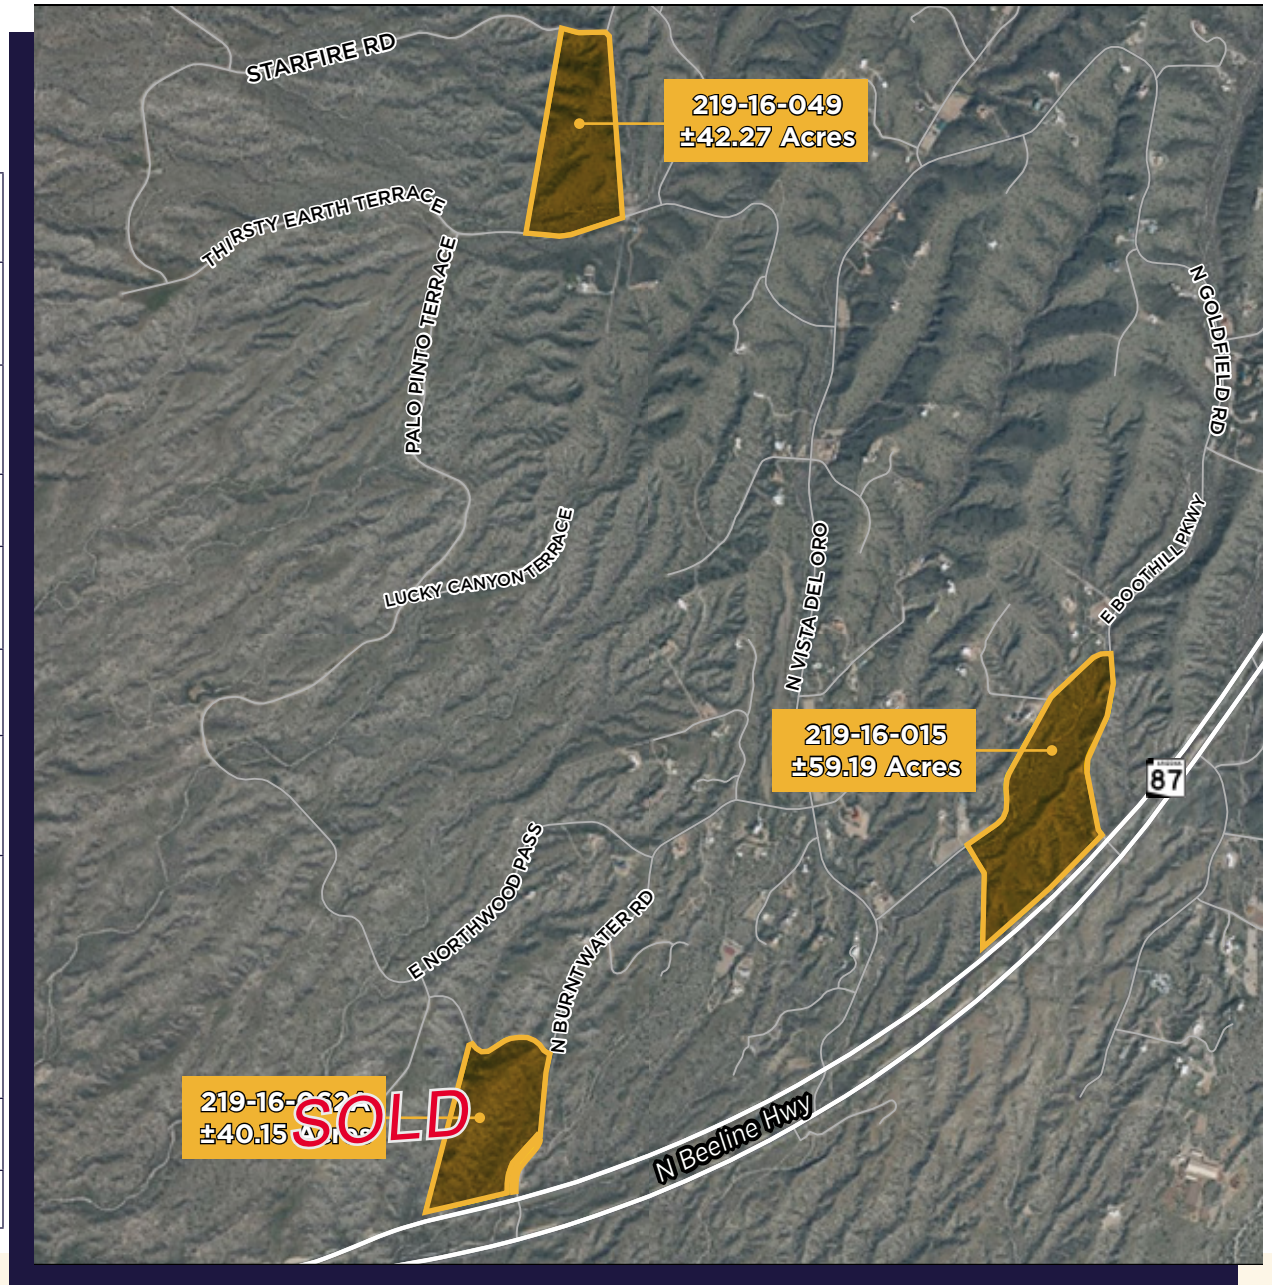 STARFIRE RD
219-16-049
±42.27 Acres
THIRSTY EARTH TERRACE
PALO PINTO TERRACE
N GOLDFIELD RD
LUCKY CANYON TERRACE
N VISTA DEL ORO
E BOOTHILL PKWY
219-16-015
±59.19 Acres
87
E NORTHWOOD PASS
N BURNTWATER RD
219-16-062A
±40.15 Acres
SOLD
N Beeline Hwy